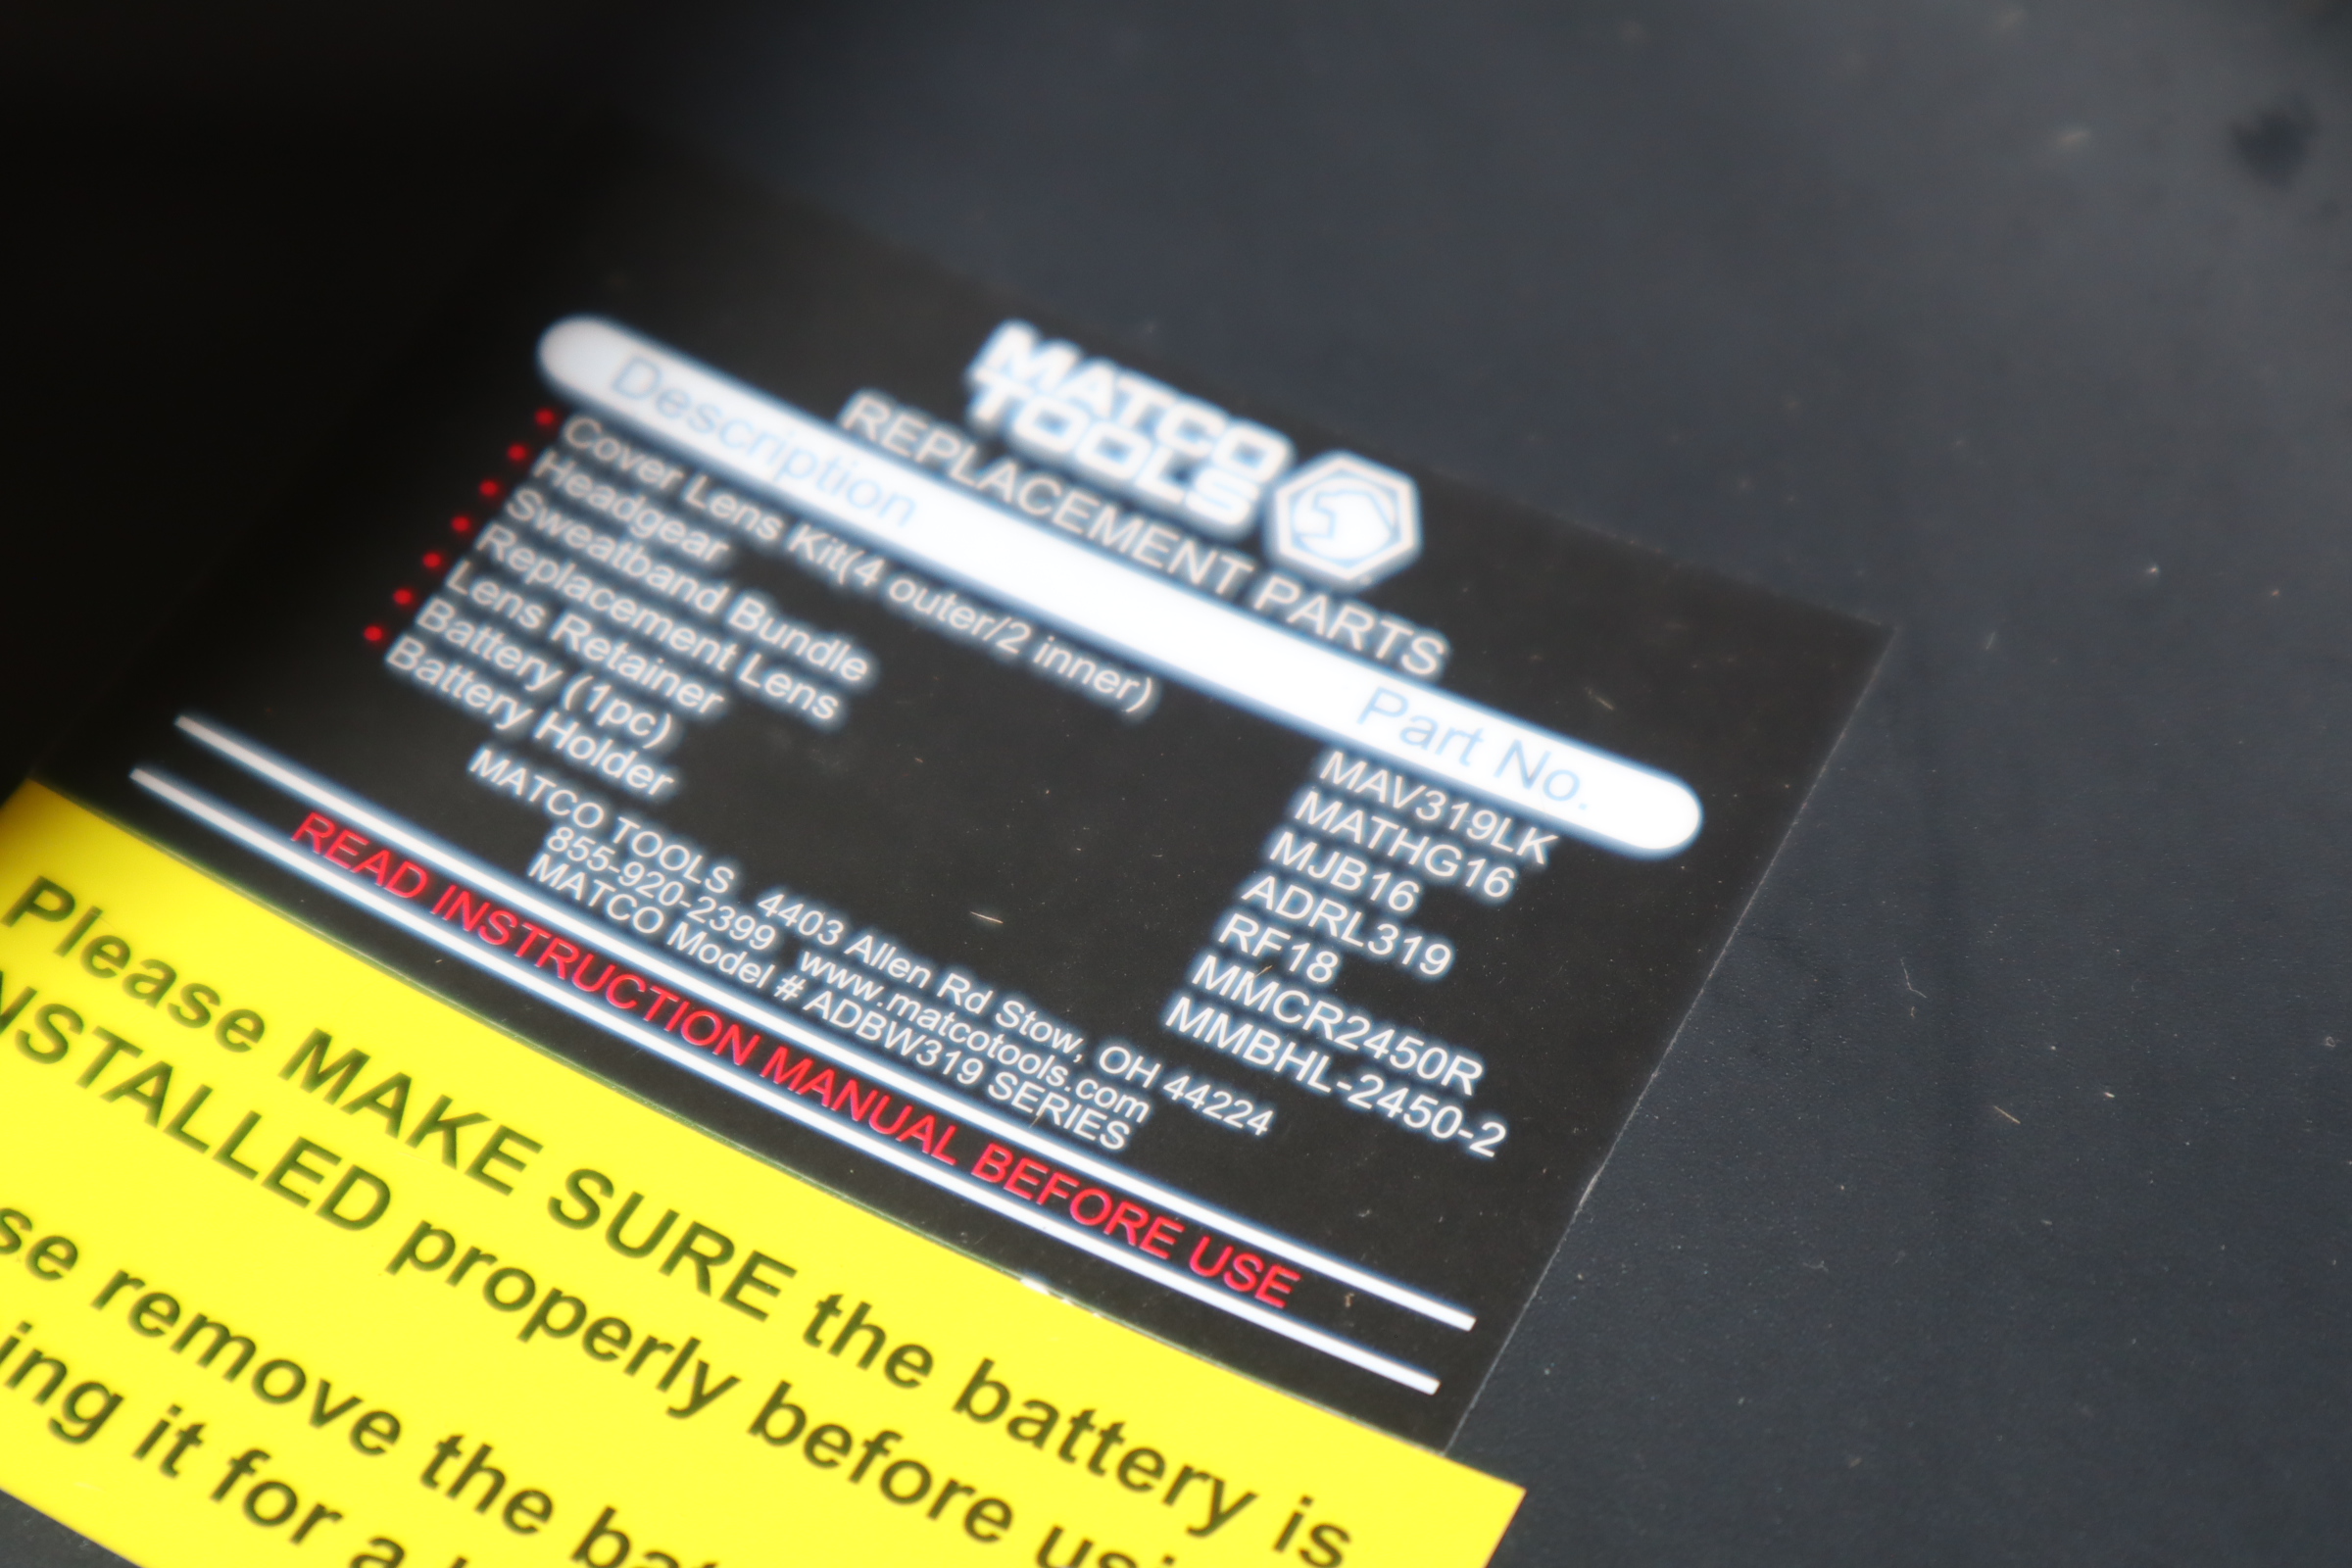 MATCO
TOOLS
REPLACEMENT PARTS
Description Part No.
Cover Lens Kit(4 outer/2 inner) MAV319LK
Headgear MATHG16
Sweatband Bundle MJB16
Replacement Lens ADRL319
Lens Retainer RF18
Battery (1pc) MMCR2450R
Battery Holder MMBHL-2450-2
MATCO TOOLS 4403 Allen Rd Stow, OH 44224
855-920-2399 www.matcotools.com
MATCO Model # ADBW319 SERIES
READ INSTRUCTION MANUAL BEFORE USE
Please MAKE SURE the battery is
NSTALLED properly before usi
se remove the bat
ing it for a